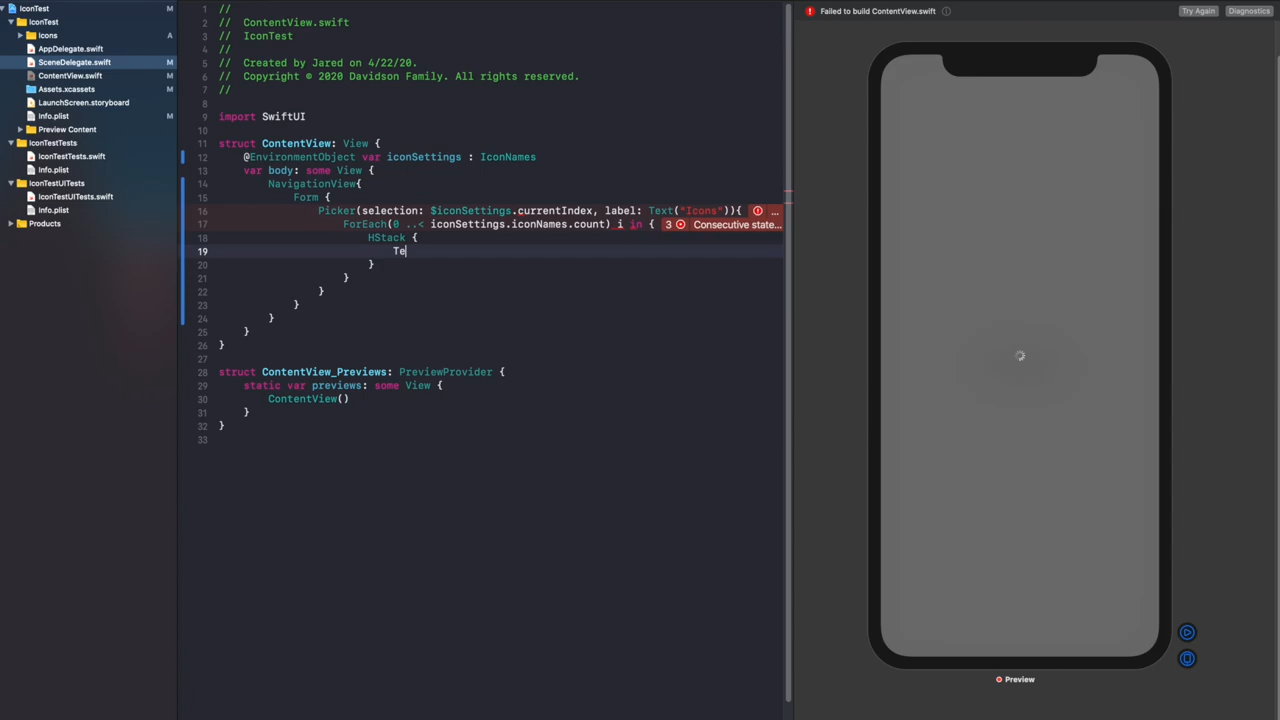 IconTest M
IconTest M
Icons A
AppDelegate.swift
SceneDelegate.swift M
ContentView.swift M
Assets.xcassets M
LaunchScreen.storyboard M
Info.plist M
Preview Content
IconTestTests
IconTestTests.swift
Info.plist
IconTestUITests
IconTestUITests.swift
Info.plist
Products
1 //
2 // ContentView.swift
3 // IconTest
4 //
5 // Created by Jared on 4/22/20.
6 // Copyright © 2020 Davidson Family. All rights reserved.
7 //
8
9 import SwiftUI
10
11 struct ContentView: View {
12 @EnvironmentObject var iconSettings : IconNames
13 var body: some View {
14 NavigationView{
15 Form {
16 Picker(selection: $iconSettings.currentIndex, label: Text("Icons")){ ...
17 ForEach(0 ..< iconSettings.iconNames.count) i in { 3 Consecutive state...
18 HStack {
19 Te
20 }
21 }
22 }
23 }
24 }
25 }
26 }
27
28 struct ContentView_Previews: PreviewProvider {
29 static var previews: some View {
30 ContentView()
31 }
32 }
33
Failed to build ContentView.swift
Try Again Diagnostics
Preview